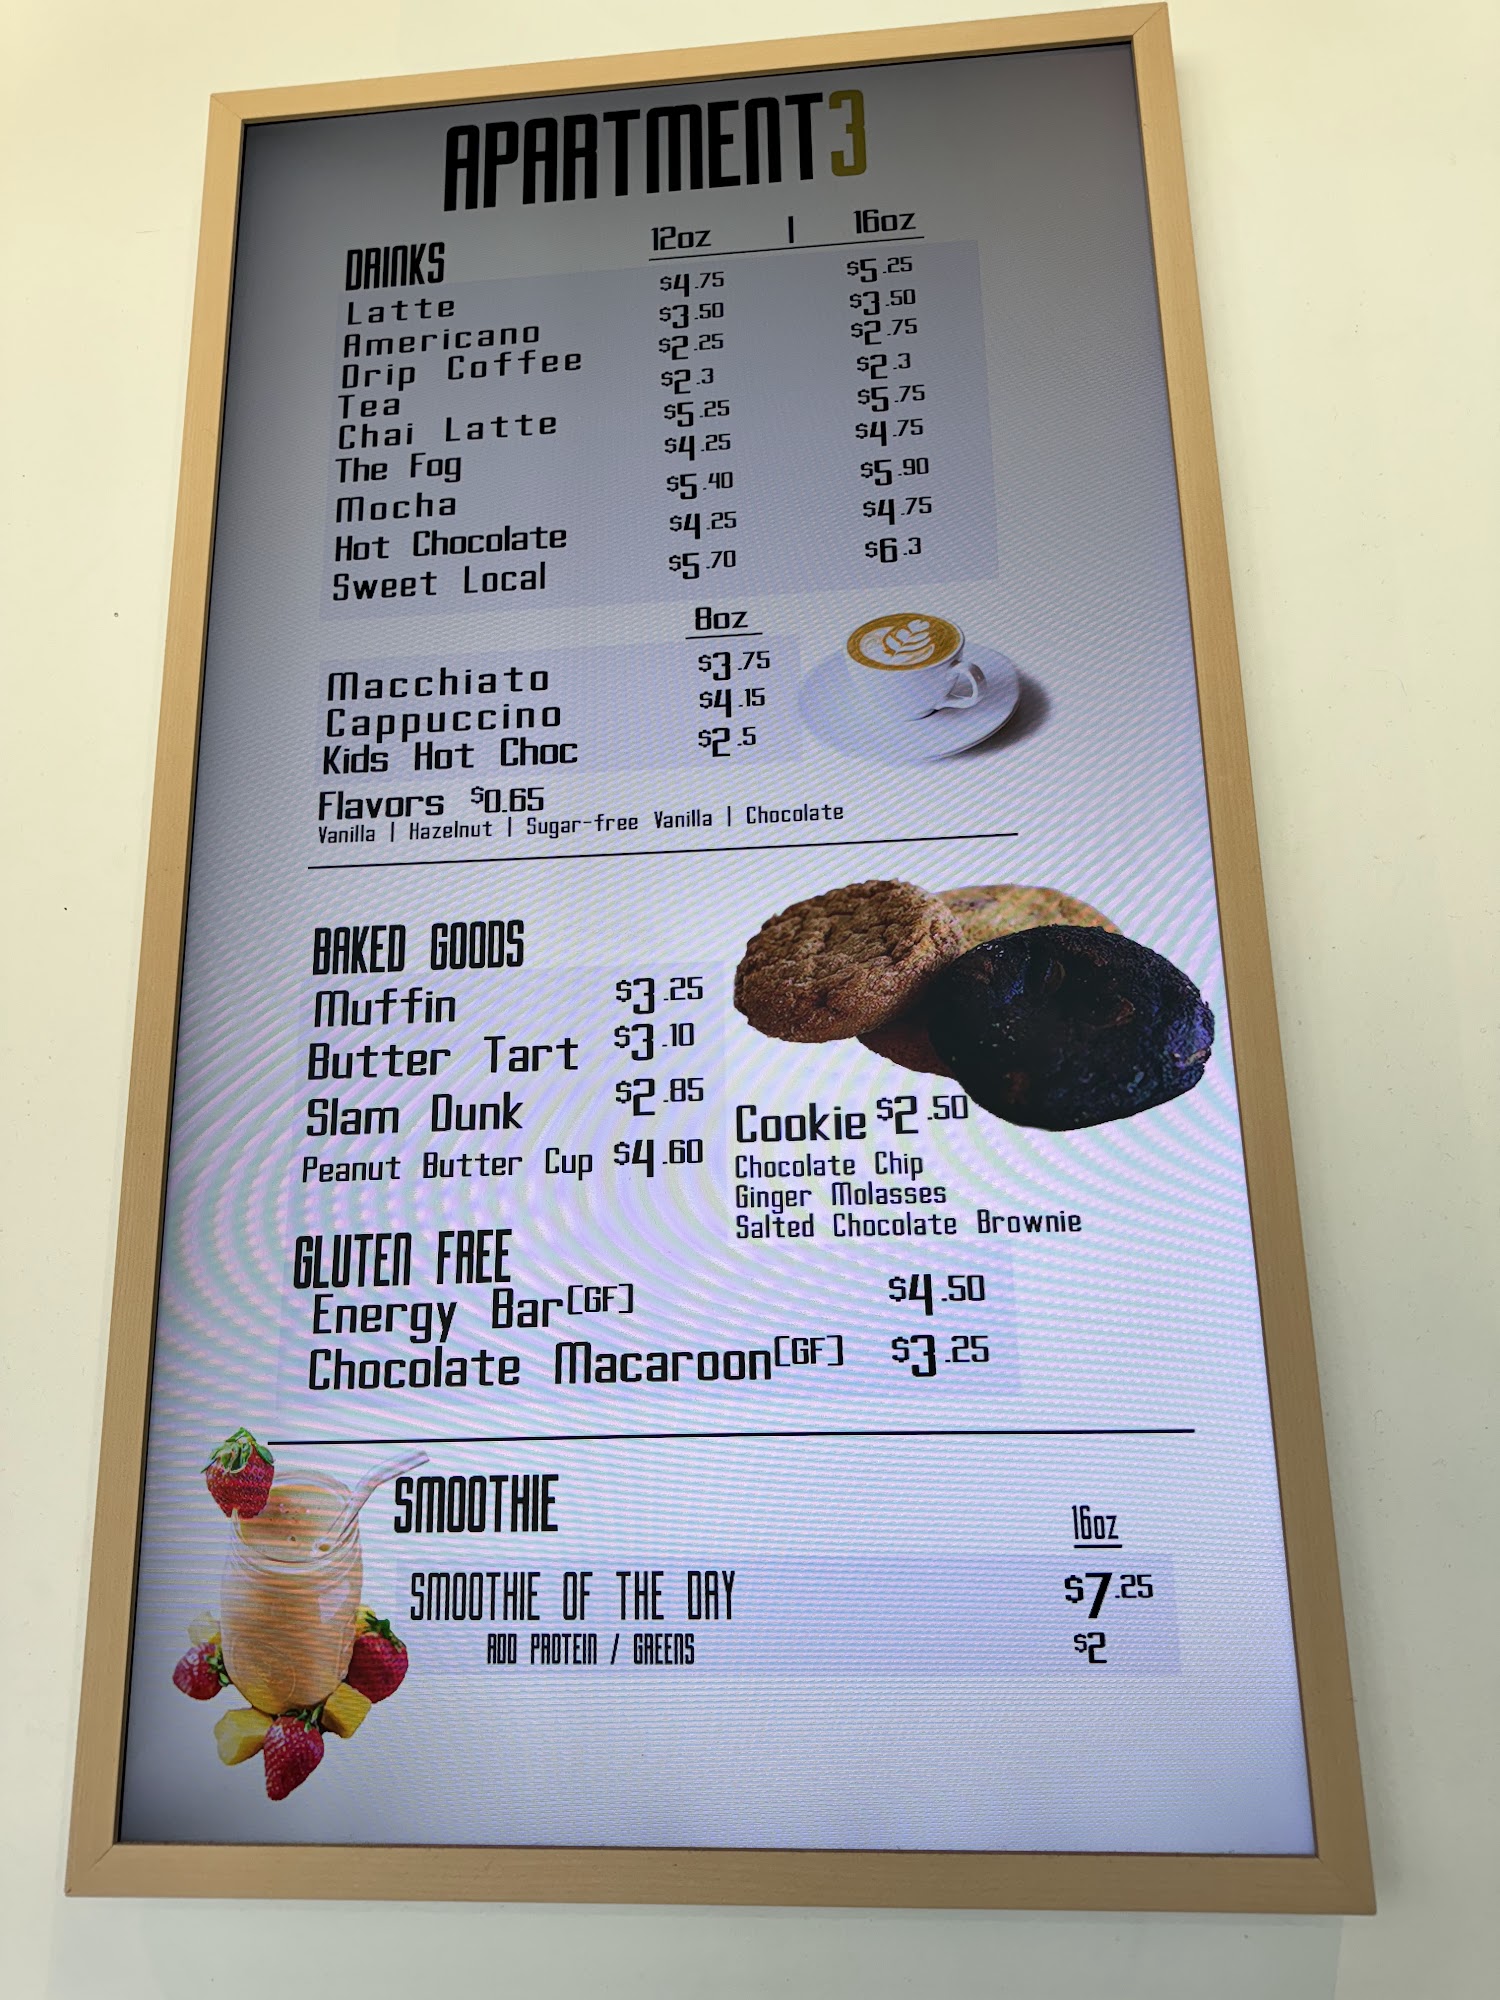 APARTMENT3
DRINKS 12oz | 16oz
Latte $4.75 $5.25
Americano $3.50 $3.50
Drip Coffee $2.25 $2.75
Tea $2.3 $2.3
Chai Latte $5.25 $5.75
The Fog $4.25 $4.75
Mocha $5.40 $5.90
Hot Chocolate $4.25 $4.75
Sweet Local $5.70 $6.3
8oz
Macchiato $3.75
Cappuccino $4.15
Kids Hot Choc $2.5
Flavors $0.65
Vanilla | Hazelnut | Sugar-free Vanilla | Chocolate
BAKED GOODS
Muffin $3.25
Butter Tart $3.10
Slam Dunk $2.85
Peanut Butter Cup $4.60
Cookie $2.50
Chocolate Chip
Ginger Molasses
Salted Chocolate Brownie
GLUTEN FREE
Energy Bar[GF] $4.50
Chocolate Macaroon[GF] $3.25
SMOOTHIE
16oz
SMOOTHIE OF THE DAY $7.25
ADD PROTEIN / GREENS $2